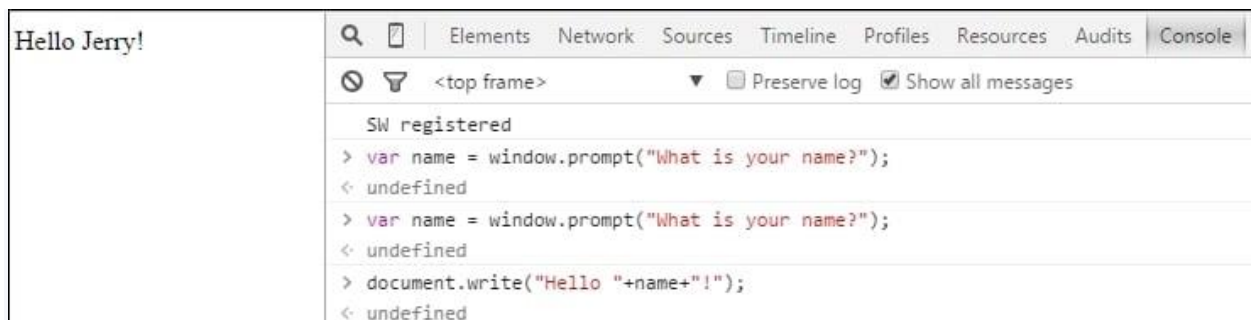 Hello Jerry!
Elements Network Sources Timeline Profiles Resources Audits Console
<top frame> ▼ Preserve log Show all messages
SW registered
> var name = window.prompt("What is your name?");
<· undefined
> var name = window.prompt("What is your name?");
<· undefined
> document.write("Hello "+name+"!");
<· undefined